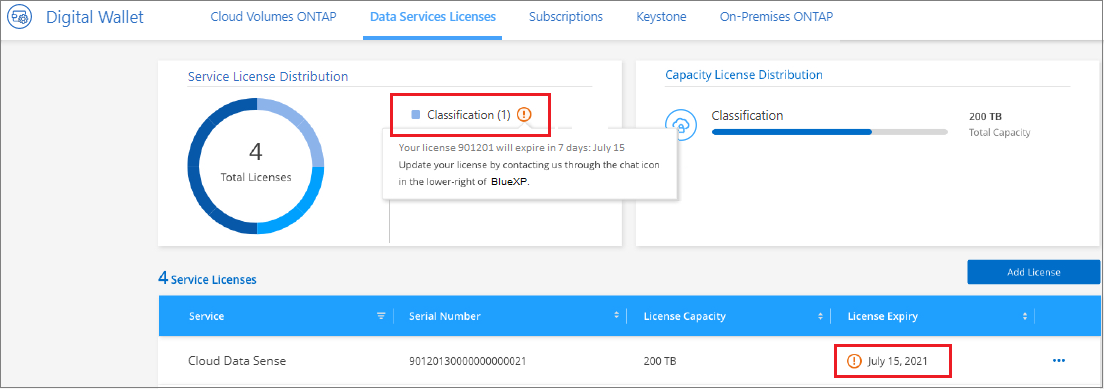 Digital Wallet
Cloud Volumes ONTAP
Data Services Licenses
Subscriptions
Keystone
On-Premises ONTAP
Service License Distribution
4
Total Licenses
Classification (1)
Your license 901201 will expire in 7 days: July 15
Update your license by contacting us through the chat icon
in the lower-right of BlueXP.
Capacity License Distribution
Classification
200 TB
Total Capacity
4 Service Licenses
Add License
Service
Serial Number
License Capacity
License Expiry
Cloud Data Sense
90120130000000000021
200 TB
July 15, 2021